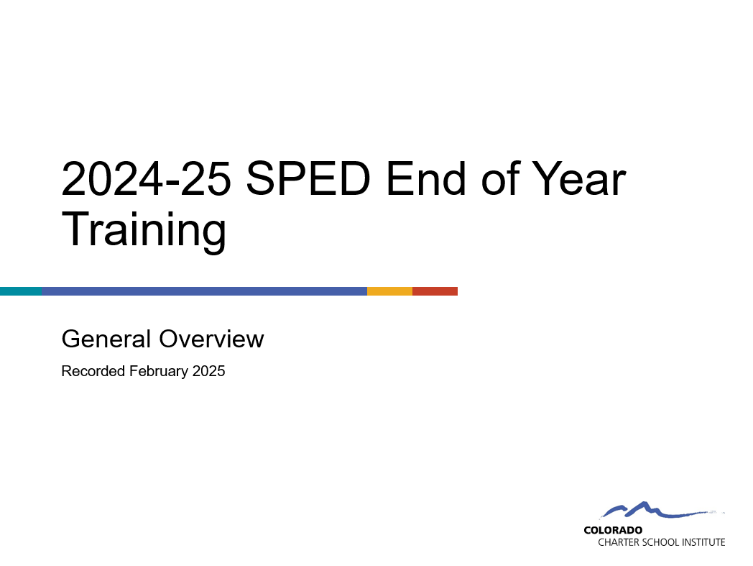 2024-25 SPED End of Year
Training
General Overview
Recorded February 2025
COLORADO
CHARTER SCHOOL INSTITUTE